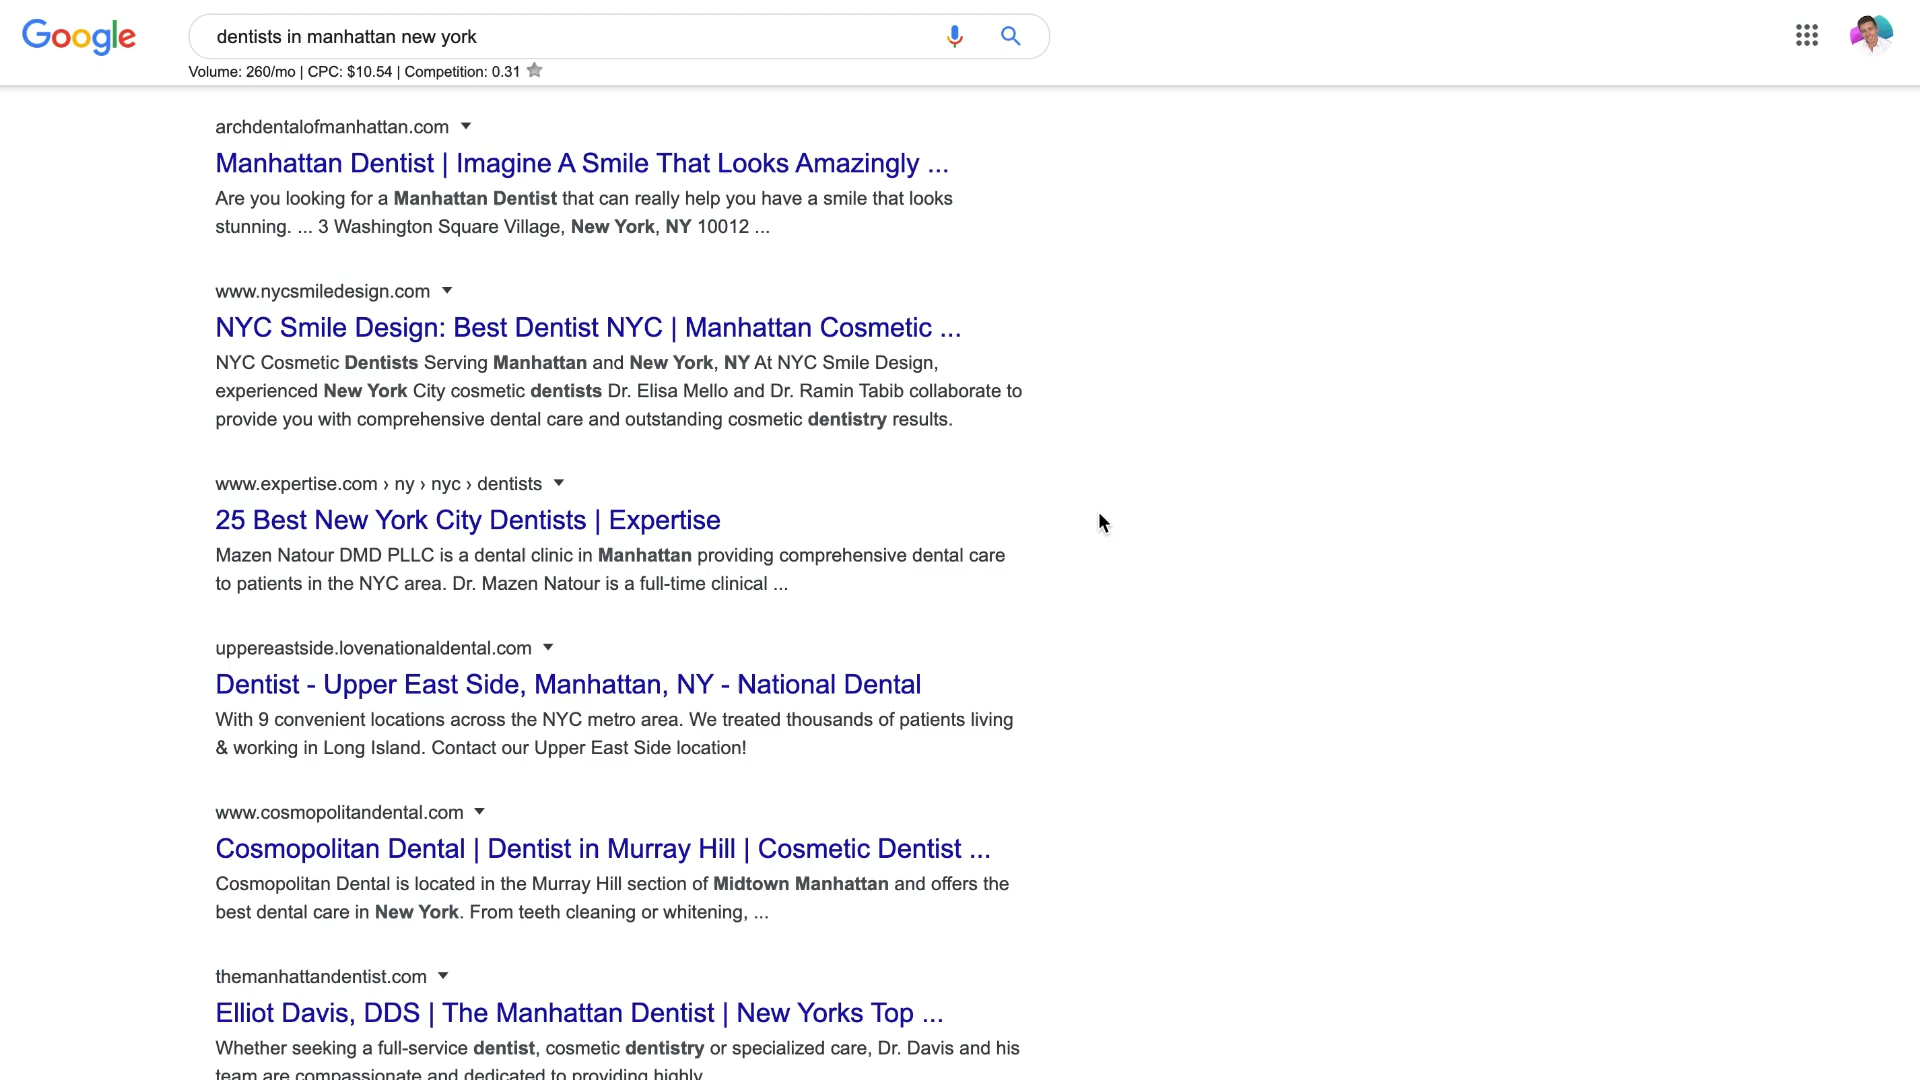 Google
dentists in manhattan new york
Volume: 260/mo | CPC: $10.54 | Competition: 0.31
archdentalofmanhattan.com
Manhattan Dentist | Imagine A Smile That Looks Amazingly ...
Are you looking for a Manhattan Dentist that can really help you have a smile that looks
stunning. ... 3 Washington Square Village, New York, NY 10012 ...
www.nycsmiledesign.com
NYC Smile Design: Best Dentist NYC | Manhattan Cosmetic ...
NYC Cosmetic Dentists Serving Manhattan and New York, NY At NYC Smile Design,
experienced New York City cosmetic dentists Dr. Elisa Mello and Dr. Ramin Tabib collaborate to
provide you with comprehensive dental care and outstanding cosmetic dentistry results.
www.expertise.com › ny › nyc › dentists
25 Best New York City Dentists | Expertise
Mazen Natour DMD PLLC is a dental clinic in Manhattan providing comprehensive dental care
to patients in the NYC area. Dr. Mazen Natour is a full-time clinical ...
uppereastside.lovenationaldental.com
Dentist - Upper East Side, Manhattan, NY - National Dental
With 9 convenient locations across the NYC metro area. We treated thousands of patients living
& working in Long Island. Contact our Upper East Side location!
www.cosmopolitandental.com
Cosmopolitan Dental | Dentist in Murray Hill | Cosmetic Dentist ...
Cosmopolitan Dental is located in the Murray Hill section of Midtown Manhattan and offers the
best dental care in New York. From teeth cleaning or whitening, ...
themanhattandentist.com
Elliot Davis, DDS | The Manhattan Dentist | New Yorks Top ...
Whether seeking a full-service dentist, cosmetic dentistry or specialized care, Dr. Davis and his
team are compassionate and dedicated to providing highly